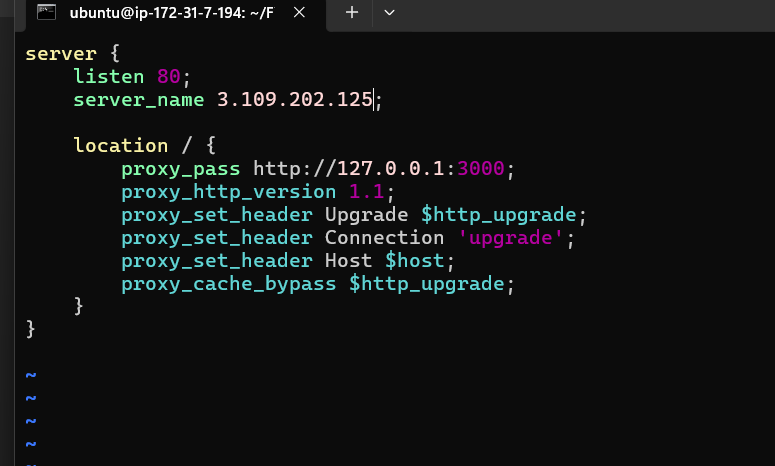 ubuntu@ip-172-31-7-194: ~/F
server {
    listen 80;
    server_name 3.109.202.125;

    location / {
        proxy_pass http://127.0.0.1:3000;
        proxy_http_version 1.1;
        proxy_set_header Upgrade $http_upgrade;
        proxy_set_header Connection 'upgrade';
        proxy_set_header Host $host;
        proxy_cache_bypass $http_upgrade;
    }
}

~
~
~
~